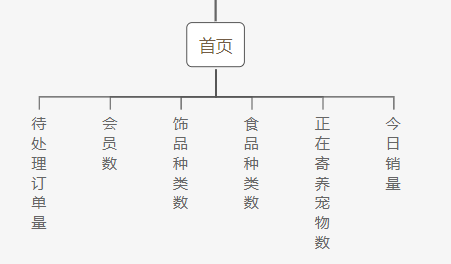 首页
待处理订单量
会员数
饰品种类数
食品种类数
正在寄养宠物数
今日销量